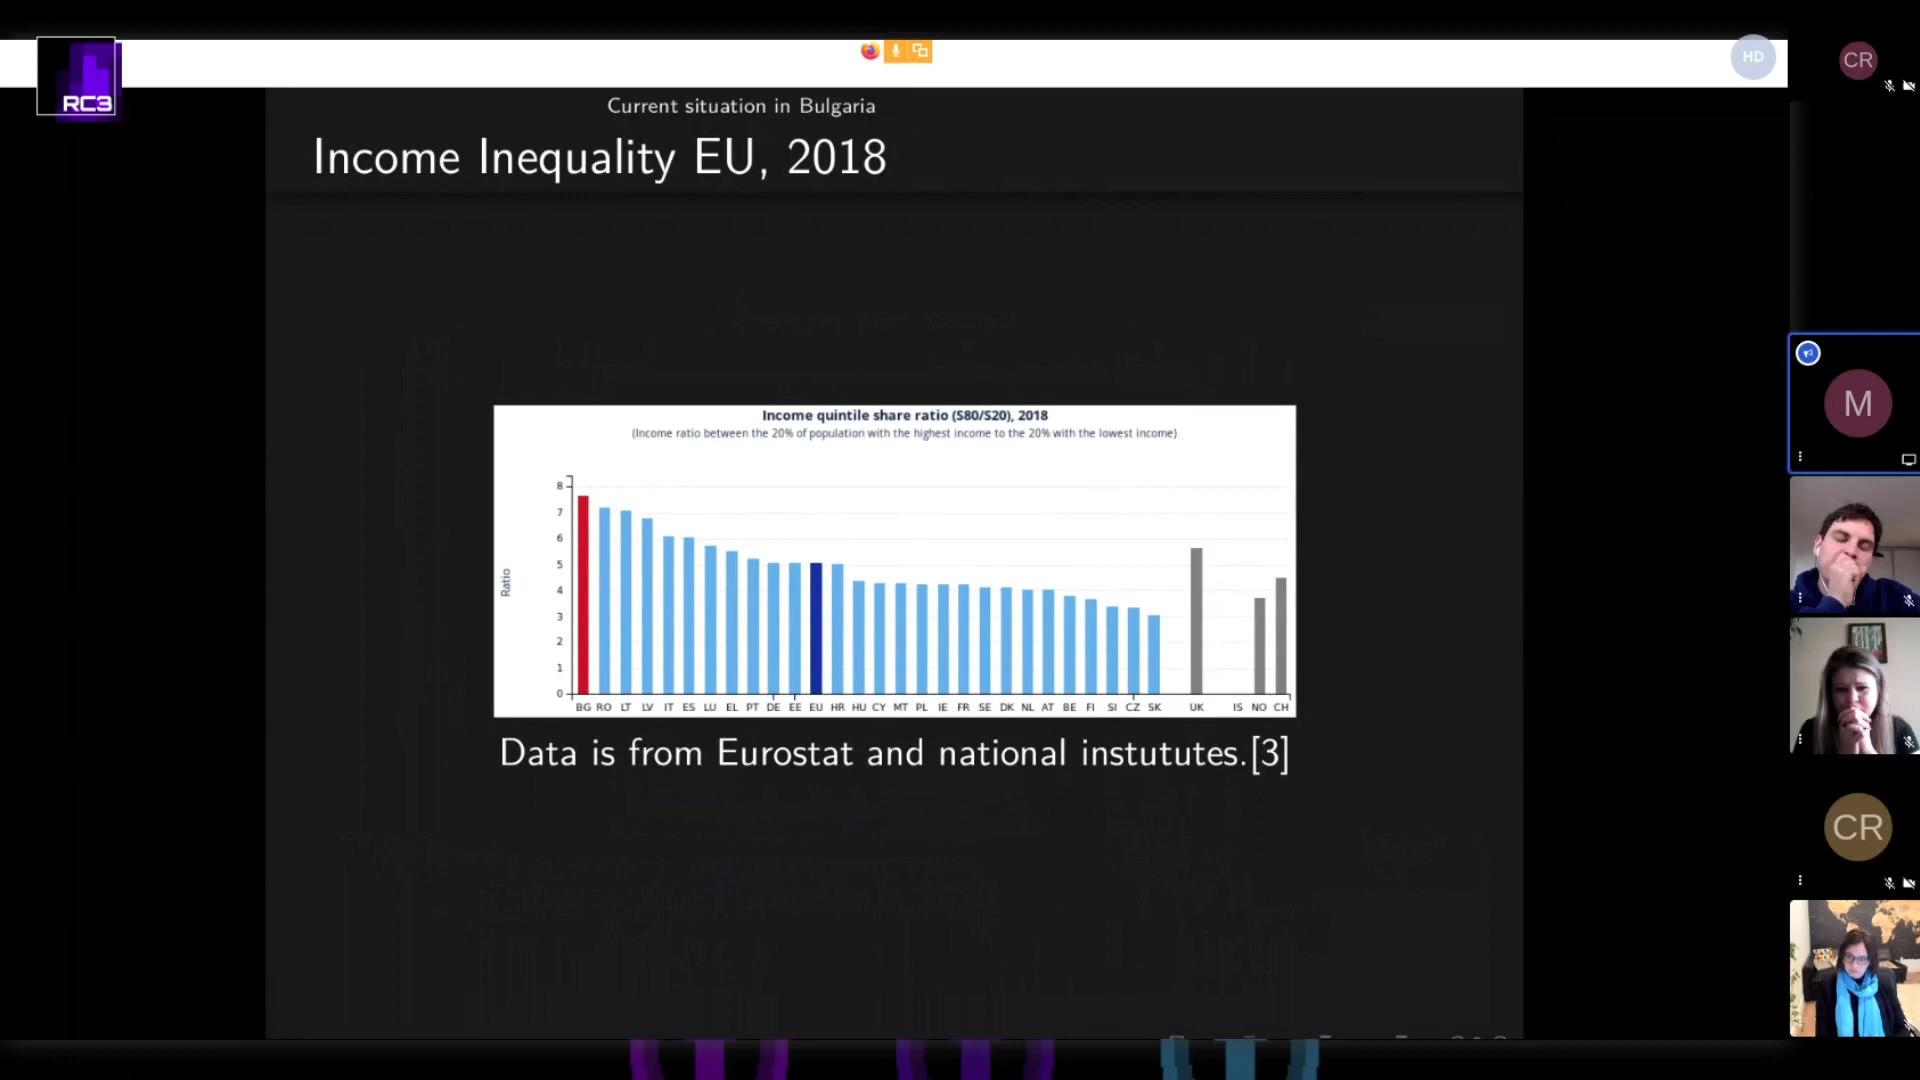 RC3
HD
CR
Current situation in Bulgaria
Income Inequality EU, 2018
M
Income quintile share ratio (S80/S20), 2018
(Income ratio between the 20% of population with the highest income to the 20% with the lowest income)
8
7
6
5
4
3
2
1
0
Ratio
BG RO LT LV IT ES LU EL PT DE EE EU HR HU CY MT PL IE FR SE DK NL AT BE FI SI CZ SK UK IS NO CH
Data is from Eurostat and national instututes.[3]
CR